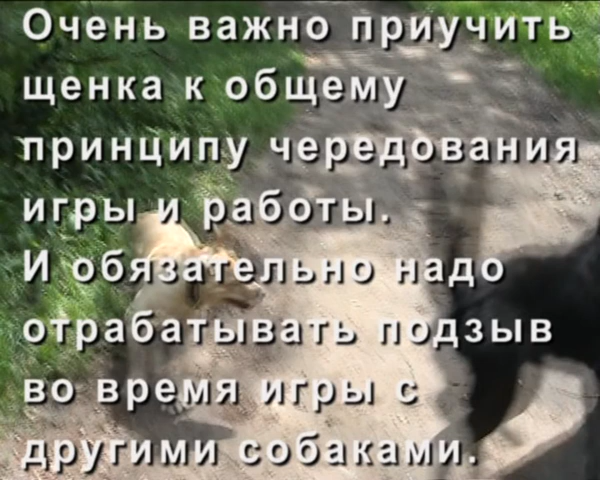 Очень важно приучить
щенка к общему
принципу чередования
игры и работы.
И обязательно надо
отрабатывать подзыв
во время игры с
другими собаками.